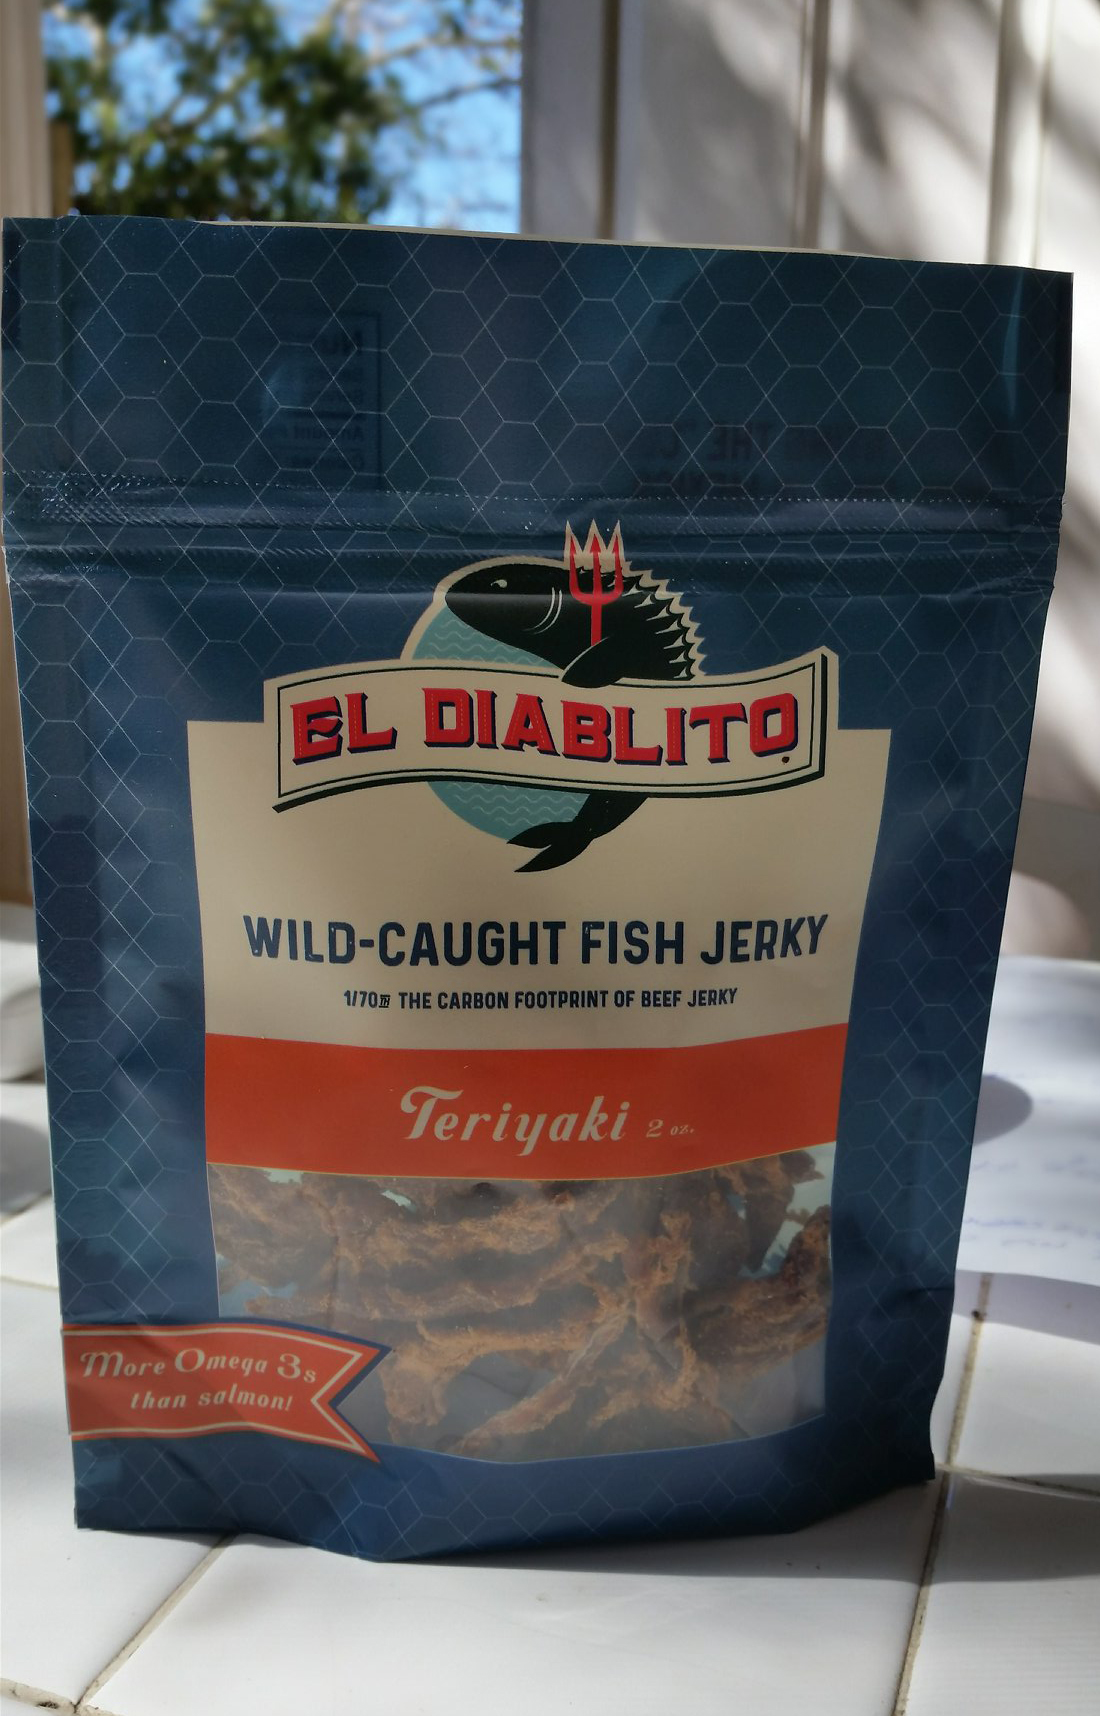 EL DIABLITO
WILD-CAUGHT FISH JERKY
1/70TH THE CARBON FOOTPRINT OF BEEF JERKY
Teriyaki 2 oz.
More Omega 3s
than salmon!